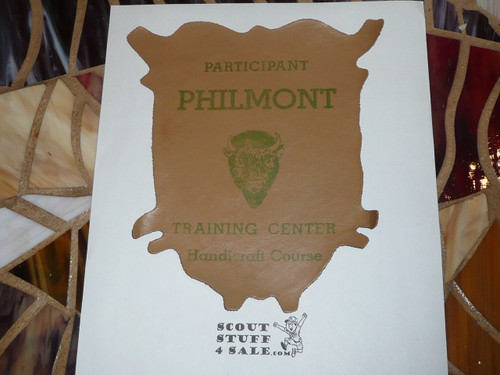 PARTICIPANT
PHILMONT
TRAINING CENTER
Handicraft Course
SCOUT
STUFF
4 SALE.COM